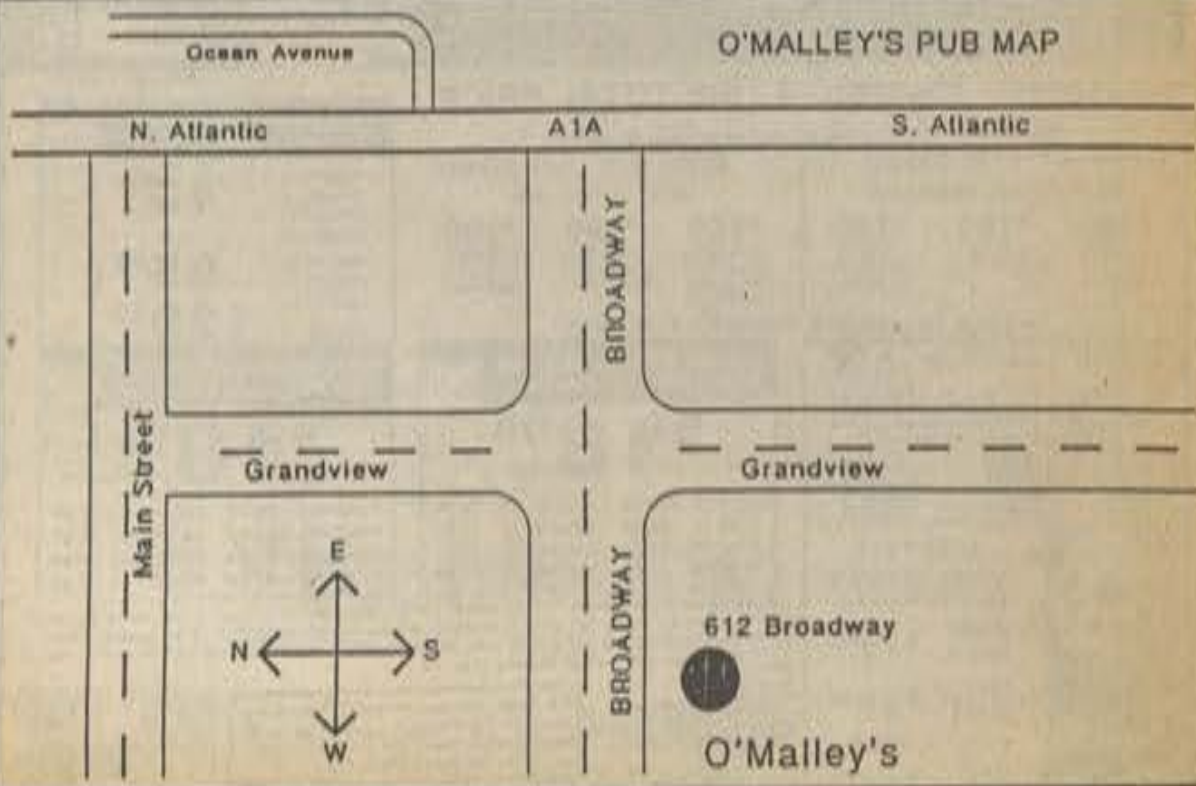 O'MALLEY'S PUB MAP
Ocean Avenue
N. Atlantic
A1A
S. Atlantic
BROADWAY
Main Street
Grandview
Grandview
E
N
S
W
BROADWAY
612 Broadway
O'Malley's